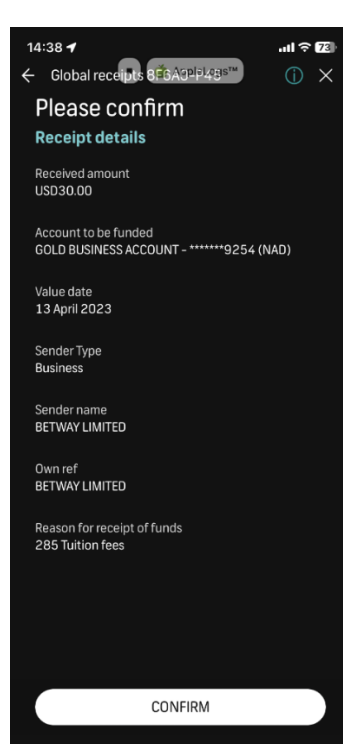 14:38
73
Global receipts
AppleLogs™
Please confirm
Receipt details
Received amount
USD30.00
Account to be funded
GOLD BUSINESS ACCOUNT - *******9254 (NAD)
Value date
13 April 2023
Sender Type
Business
Sender name
BETWAY LIMITED
Own ref
BETWAY LIMITED
Reason for receipt of funds
285 Tuition fees
CONFIRM